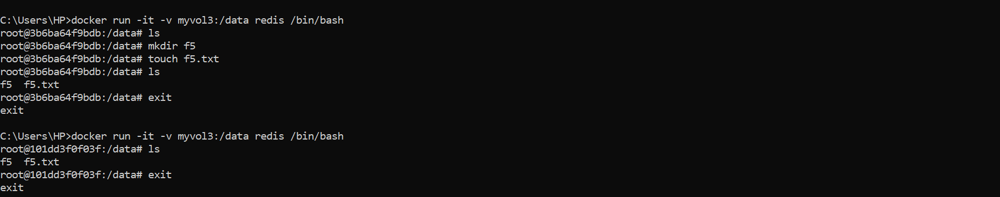 C:\Users\HP>docker run -it -v myvol3:/data redis /bin/bash
root@3b6ba64f9bdb:/data# ls
root@3b6ba64f9bdb:/data# mkdir f5
root@3b6ba64f9bdb:/data# touch f5.txt
root@3b6ba64f9bdb:/data# ls
f5  f5.txt
root@3b6ba64f9bdb:/data# exit
exit
C:\Users\HP>docker run -it -v myvol3:/data redis /bin/bash
root@101dd3f0f03f:/data# ls
f5  f5.txt
root@101dd3f0f03f:/data# exit
exit